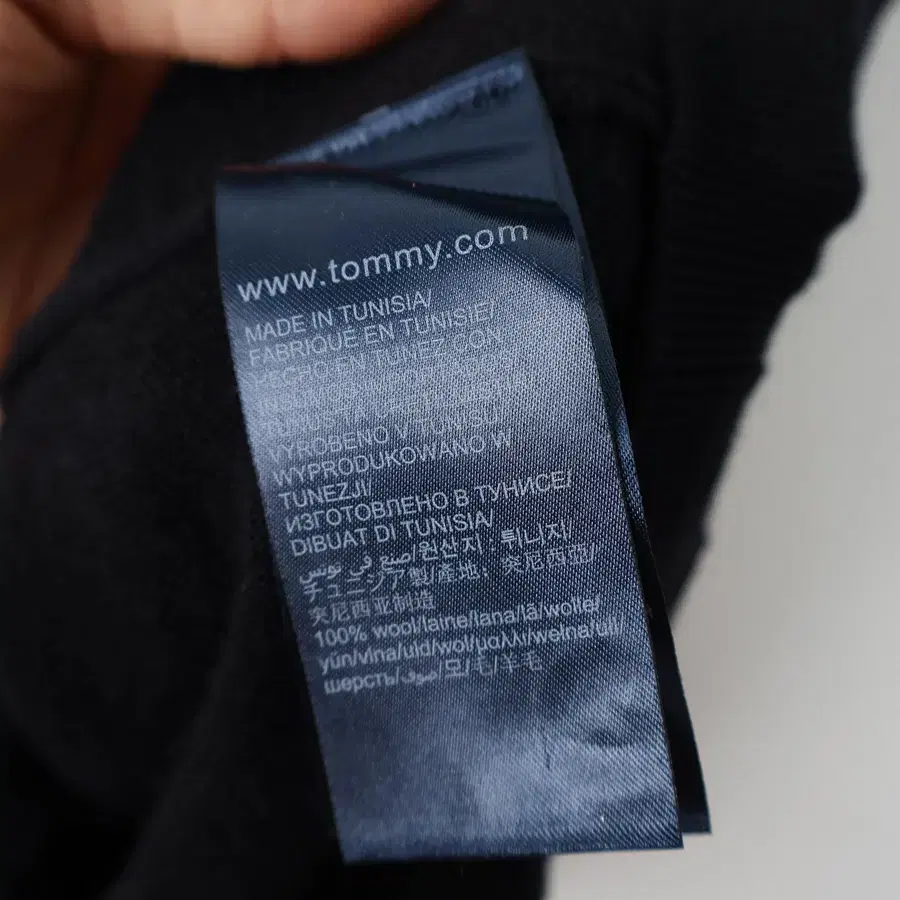 www.tommy.com
MADE IN TUNISIA/
FABRIQUÉ EN TUNISIE/
HECHO EN TUNEZ CON
VYROBENO V TUNISU/
WYPRODUKOWANO W
TUNEZJI/
ИЗГОТОВЛЕНО В ТУНИСЕ/
DIBUAT DI TUNISIA/
صنع في تونس/원산지 : 튀니지/
チュニジア製/產地：突尼西亞/
突尼西亚制造
100% wool/laine/lana/lã/wolle/
yün/vlna/uld/wol/μαλλί/wełna/ull/
шерсть/صوف/모/毛/羊毛